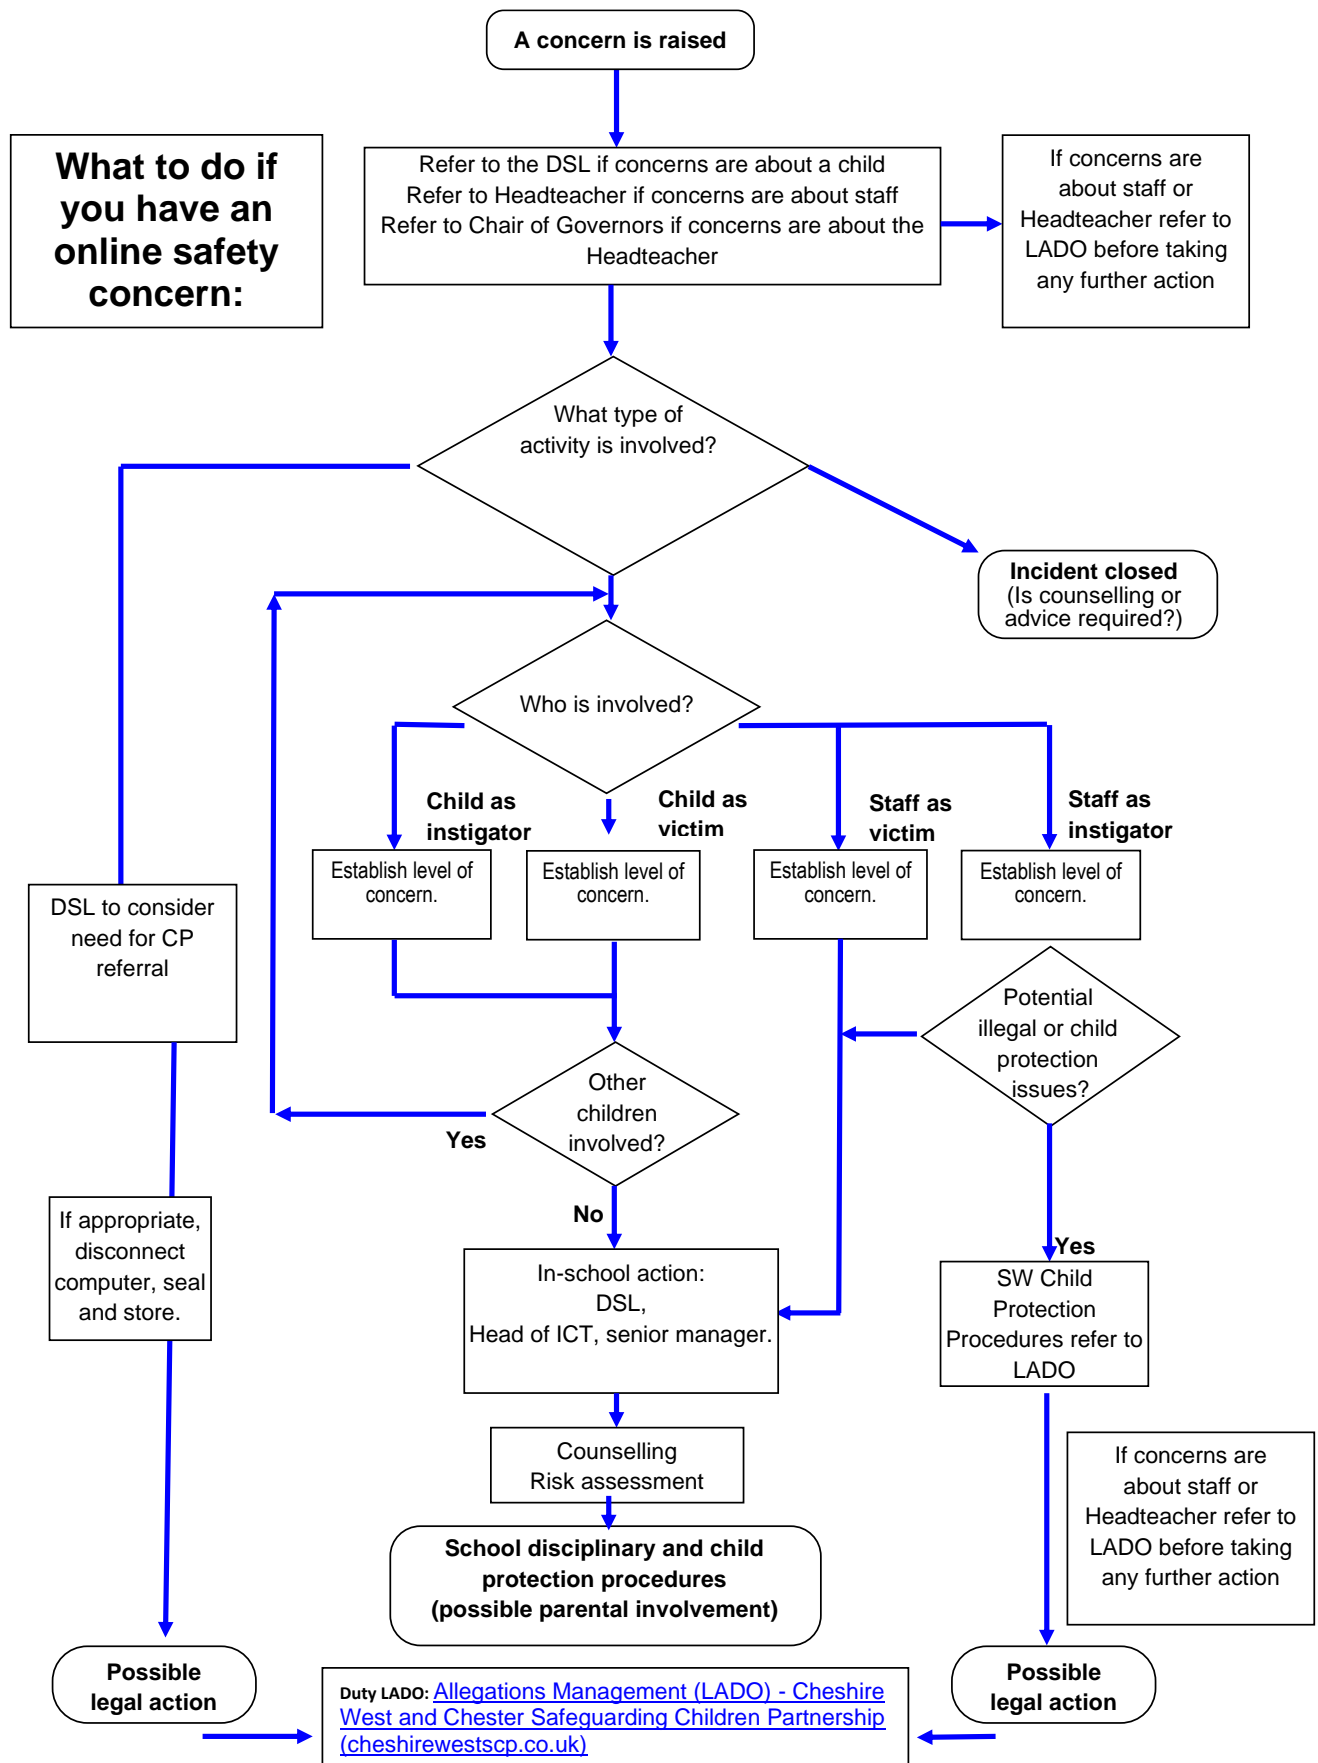 A concern is raised
What to do if
you have an
online safety
concern:
Refer to the DSL if concerns are about a child
Refer to Headteacher if concerns are about staff
Refer to Chair of Governors if concerns are about the
Headteacher
If concerns are
about staff or
Headteacher refer to
LADO before taking
any further action
What type of
activity is involved?
Incident closed
(Is counselling or
advice required?)
Who is involved?
Child as
instigator
Child as
victim
Staff as
victim
Staff as
instigator
Establish level of
concern.
Establish level of
concern.
Establish level of
concern.
Establish level of
concern.
DSL to consider
need for CP
referral
Potential
illegal or child
protection
issues?
Other
children
involved?
Yes
No
Yes
If appropriate,
disconnect
computer, seal
and store.
In-school action:
DSL,
Head of ICT, senior manager.
SW Child
Protection
Procedures refer to
LADO
Counselling
Risk assessment
If concerns are
about staff or
Headteacher refer to
LADO before taking
any further action
School disciplinary and child
protection procedures
(possible parental involvement)
Possible
legal action
Possible
legal action
Duty LADO: Allegations Management (LADO) - Cheshire
West and Chester Safeguarding Children Partnership
(cheshirewestscp.co.uk)